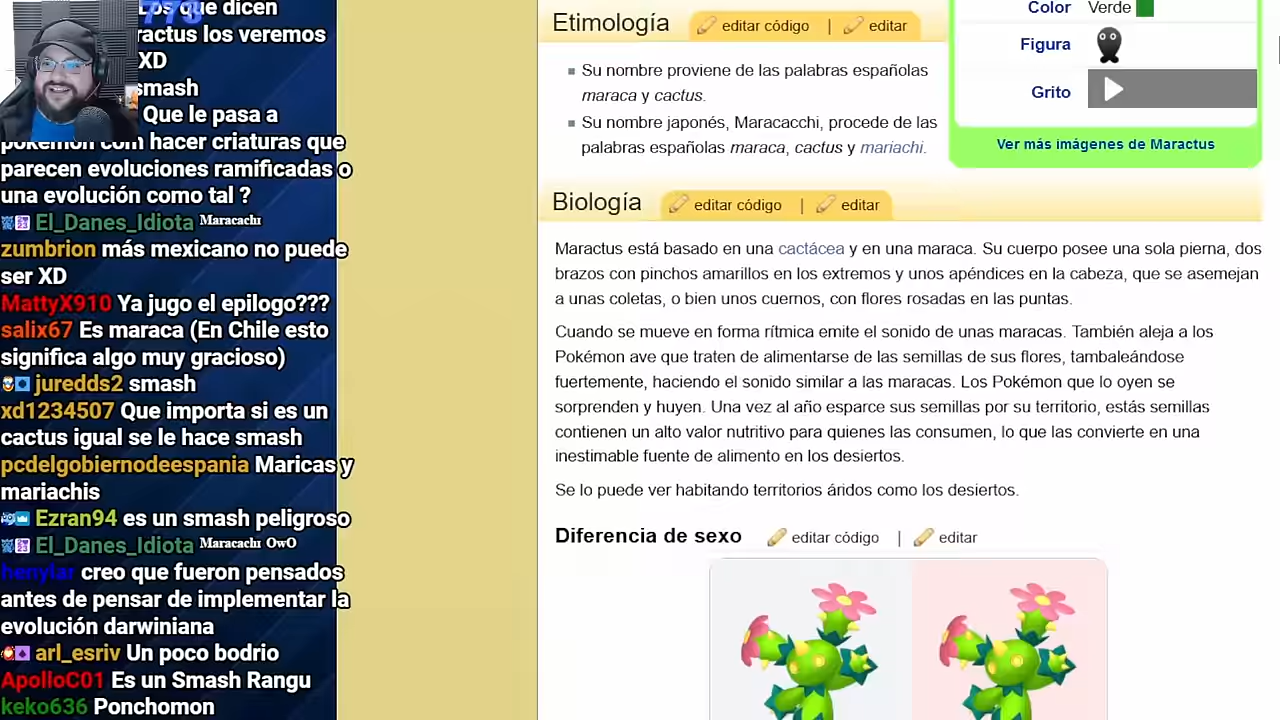 773
Los que dicen
ractus los veremos
XD
smash
Que le pasa a
pokemon com hacer criaturas que
parecen evoluciones ramificadas o
una evolución como tal ?
El_Danes_Idiota Maracachi
zumbrion más mexicano no puede
ser XD
MattyX910 Ya jugo el epilogo???
salix67 Es maraca (En Chile esto
significa algo muy gracioso)
juredds2 smash
xd1234507 Que importa si es un
cactus igual se le hace smash
pcdelgobiernodeespania Maricas y
mariachis
Ezran94 es un smash peligroso
El_Danes_Idiota Maracachi OwO
henylar creo que fueron pensados
antes de pensar de implementar la
evolución darwiniana
arl_esriv Un poco bodrio
ApolloC01 Es un Smash Rangu
keko636 Ponchomon
Etimología editar código | editar
Su nombre proviene de las palabras españolas
maraca y cactus.
Su nombre japonés, Maracacchi, procede de las
palabras españolas maraca, cactus y mariachi.
Color Verde
Figura
Grito
Ver más imágenes de Maractus
Biología editar código | editar
Maractus está basado en una cactácea y en una maraca. Su cuerpo posee una sola pierna, dos
brazos con pinchos amarillos en los extremos y unos apéndices en la cabeza, que se asemejan
a unas coletas, o bien unos cuernos, con flores rosadas en las puntas.
Cuando se mueve en forma rítmica emite el sonido de unas maracas. También aleja a los
Pokémon ave que traten de alimentarse de las semillas de sus flores, tambaleándose
fuertemente, haciendo el sonido similar a las maracas. Los Pokémon que lo oyen se
sorprenden y huyen. Una vez al año esparce sus semillas por su territorio, estás semillas
contienen un alto valor nutritivo para quienes las consumen, lo que las convierte en una
inestimable fuente de alimento en los desiertos.
Se lo puede ver habitando territorios áridos como los desiertos.
Diferencia de sexo editar código | editar